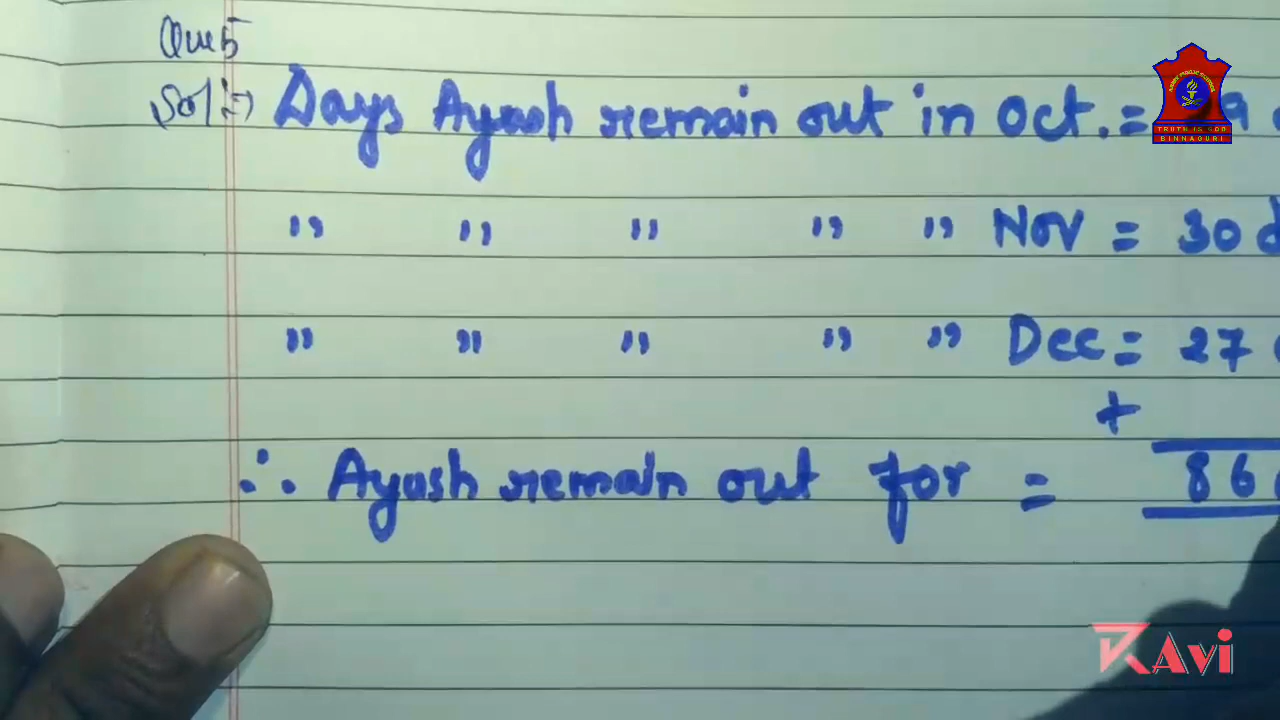 Que 5
Sol :-) Days Ayush remain out in Oct. = 9
" " " " " Nov = 30 d
" " " " " Dec = 27
+
∴ Ayush remain out for = 86
TRUTH IS GOD
BINNAGURI
RAvi